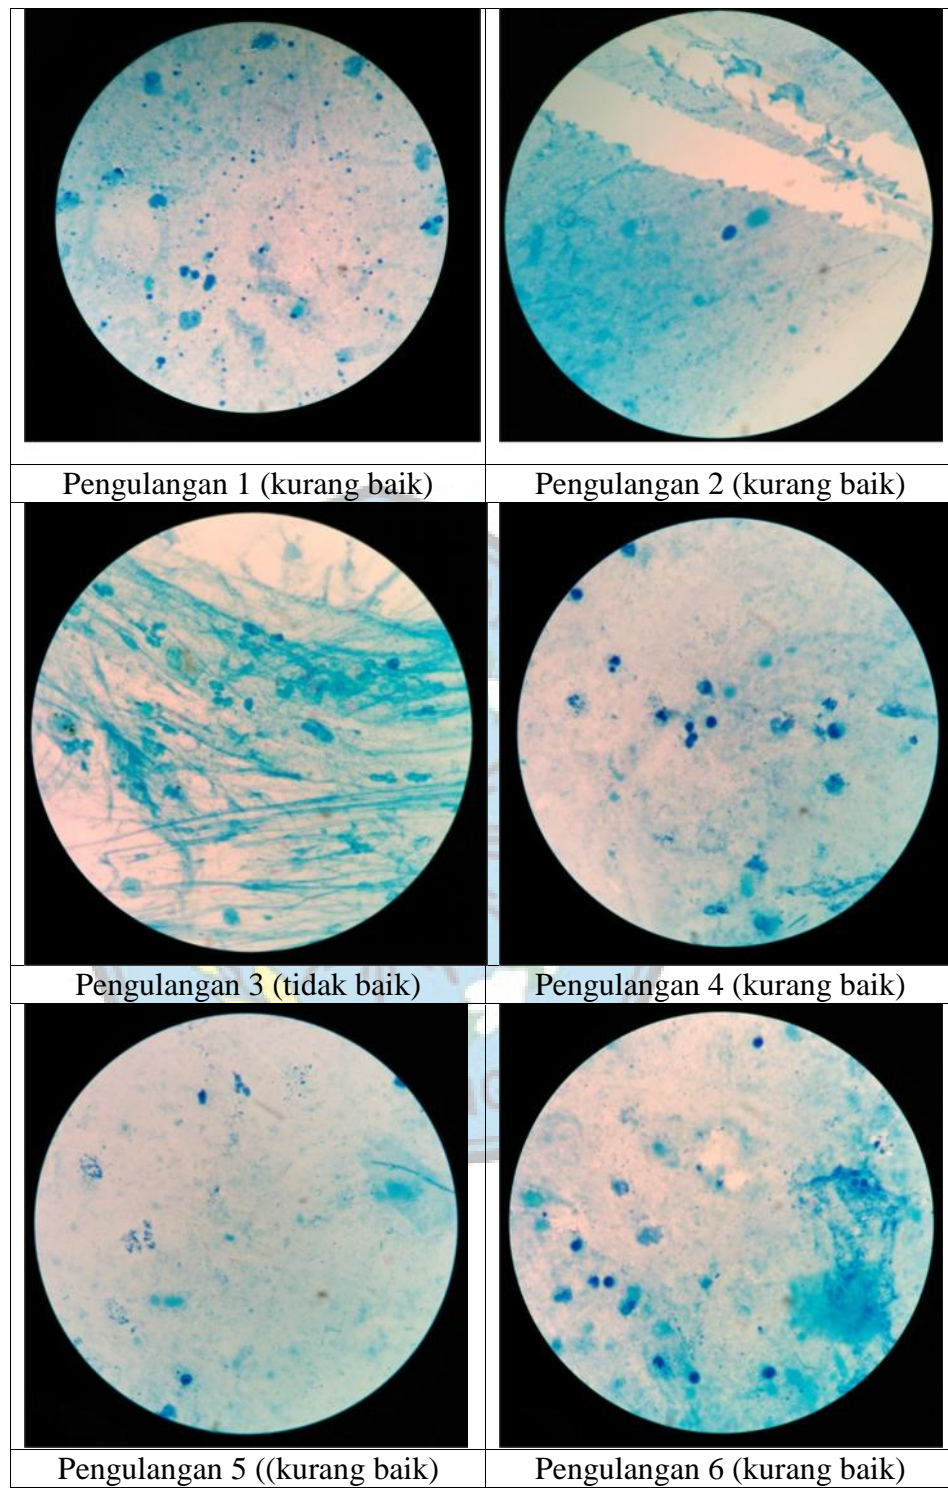 Pengulangan 1 (kurang baik)
Pengulangan 2 (kurang baik)
Pengulangan 3 (tidak baik)
Pengulangan 4 (kurang baik)
Pengulangan 5 ((kurang baik)
Pengulangan 6 (kurang baik)